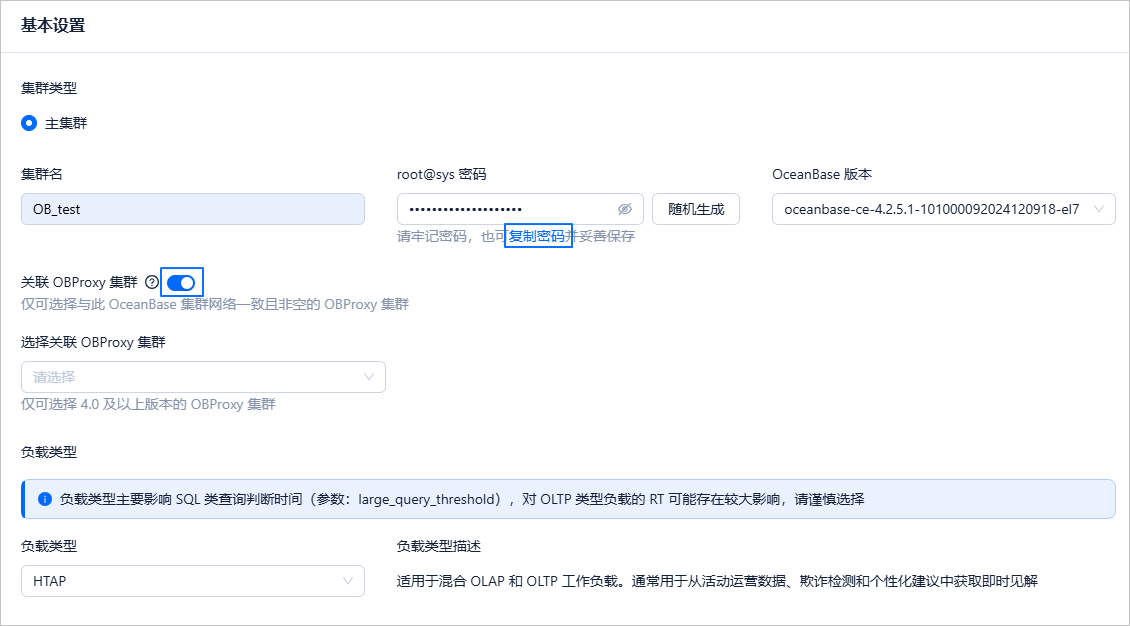 基本设置
集群类型
主集群
集群名
root@sys 密码
OceanBase 版本
OB_test
••••••••••••••••••••
随机生成
oceanbase-ce-4.2.5.1-101000092024120918-el7
请牢记密码，也可复制密码并妥善保存
关联 OBProxy 集群
仅可选择与此 OceanBase 集群网络一致且非空的 OBProxy 集群
选择关联 OBProxy 集群
请选择
仅可选择 4.0 及以上版本的 OBProxy 集群
负载类型
负载类型主要影响 SQL 类查询判断时间（参数：large_query_threshold），对 OLTP 类型负载的 RT 可能存在较大影响，请谨慎选择
负载类型
负载类型描述
HTAP
适用于混合 OLAP 和 OLTP 工作负载。通常用于从活动运营数据、欺诈检测和个性化建议中获取即时见解